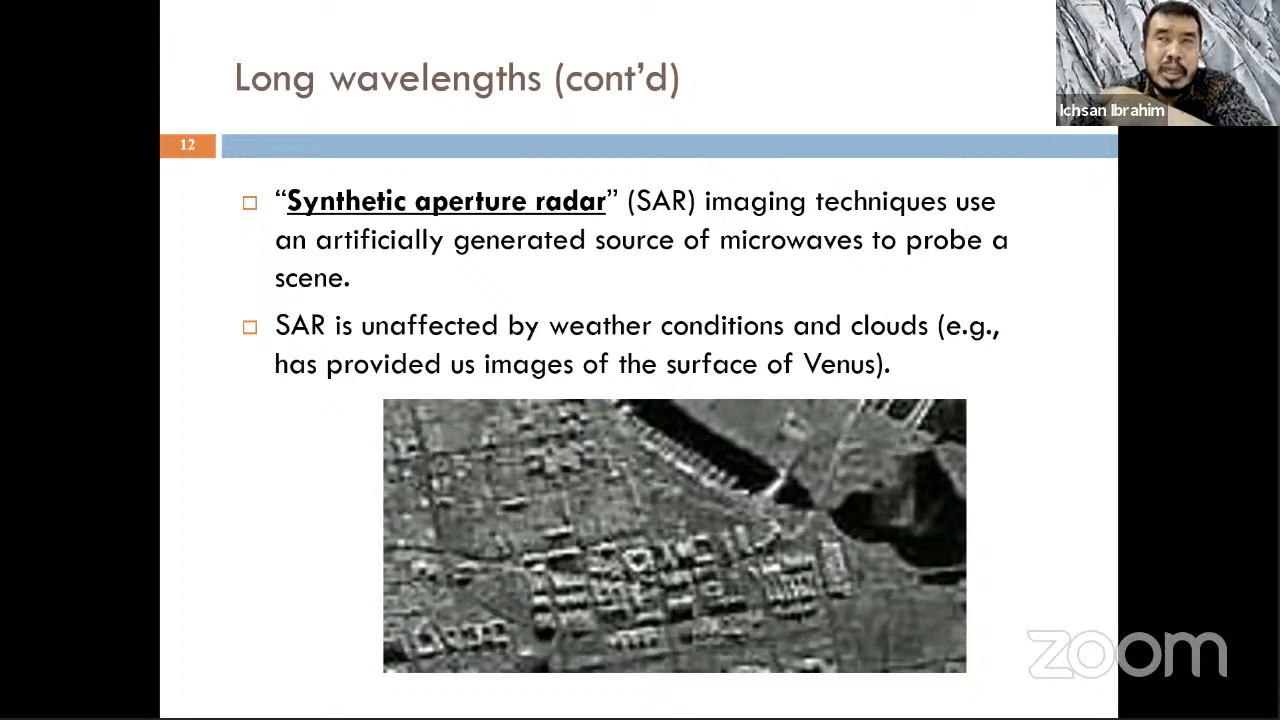 Long wavelengths (cont’d)
Ichsan Ibrahim
12
“Synthetic aperture radar” (SAR) imaging techniques use
an artificially generated source of microwaves to probe a
scene.
SAR is unaffected by weather conditions and clouds (e.g.,
has provided us images of the surface of Venus).
zoom